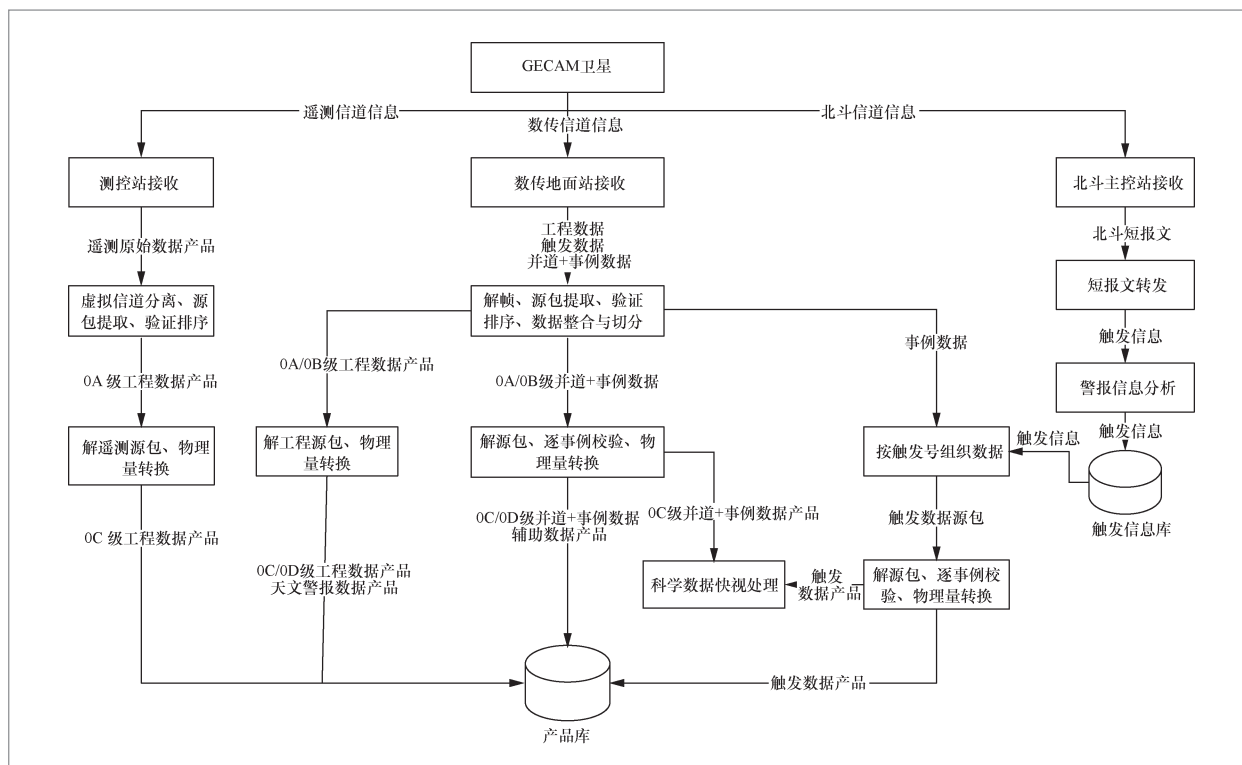 GECAM卫星
遥测信道信息
数传信道信息
北斗信道信息
测控站接收
数传地面站接收
北斗主控站接收
遥测原始数据产品
工程数据
触发数据
并道+事例数据
北斗短报文
虚拟信道分离、源
包提取、验证排序
解帧、源包提取、验证
排序、数据整合与切分
短报文转发
0A/0B级工程数据产品
事例数据
触发信息
0A 级工程数据产品
0A/0B级并道+事例数据
警报信息分析
解遥测源包、物理
量转换
解工程源包、物理
量转换
解源包、逐事例校验、物
理量转换
按触发号组织数据
触发信息
触发信息
触发信息库
0C 级工程数据产品
0C/0D级并道+事例数据
辅助数据产品
0C级并道+事例数据产品
触发数据源包
0C/0D级工程数据产品
天文警报数据产品
科学数据快视处理
触发
数据产品
解源包、逐事例校
验、物理量转换
触发数据产品
产品库